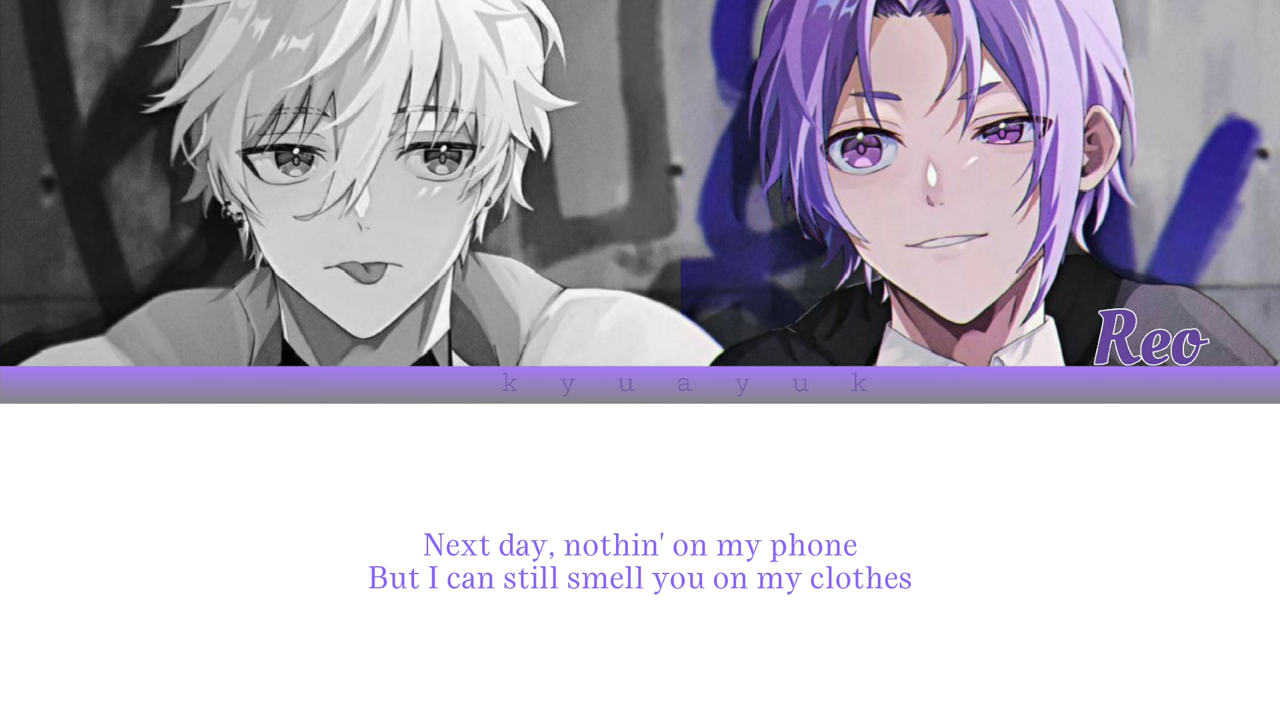 Reo
k y u a y u k
Next day, nothin' on my phone
But I can still smell you on my clothes